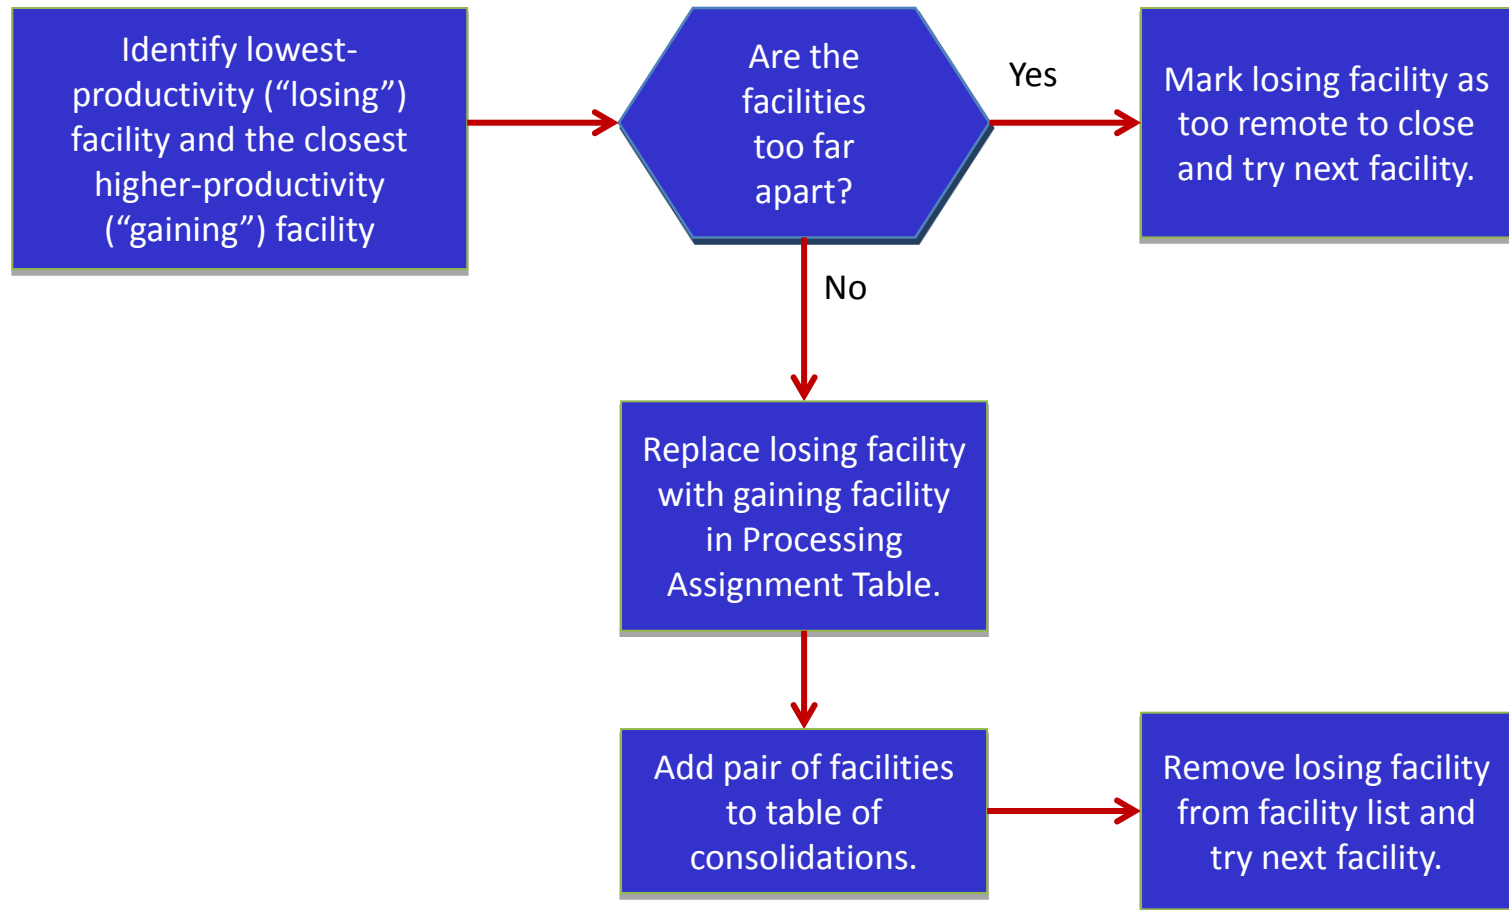 Identify lowest-
productivity (“losing”)
facility and the closest
higher-productivity
(“gaining”) facility
Are the
facilities
too far
apart?
Yes
Mark losing facility as
too remote to close
and try next facility.
No
Replace losing facility
with gaining facility
in Processing
Assignment Table.
Add pair of facilities
to table of
consolidations.
Remove losing facility
from facility list and
try next facility.